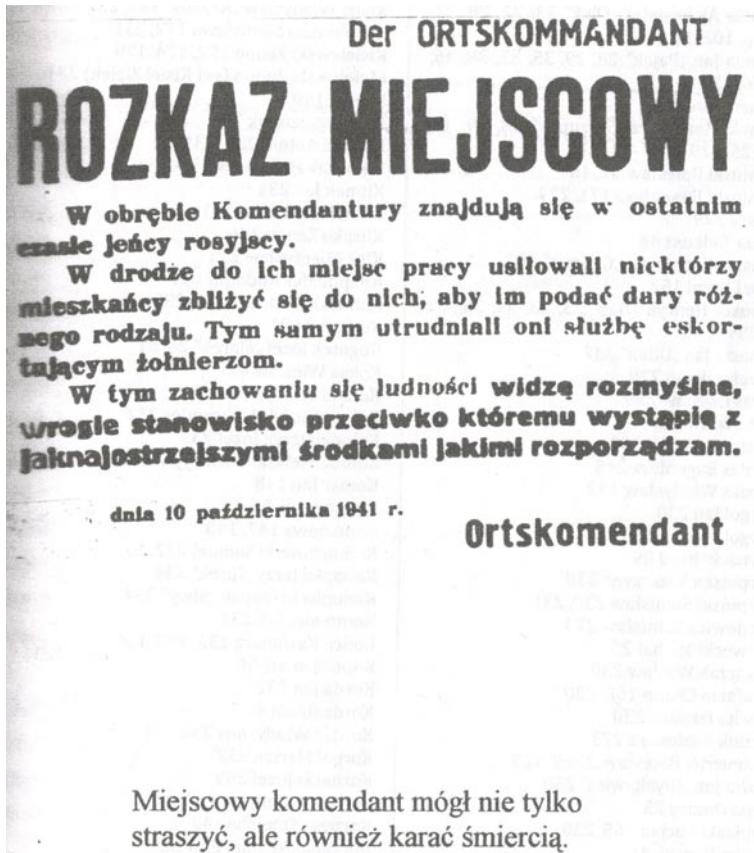 Der ORTSKOMMANDANT
ROZKAZ MIEJSCOWY
W obrębie Komendantury znajdują się w ostatnim
czasie jeńcy rosyjscy.
W drodze do ich miejsc pracy usiłowali niektórzy
mieszkańcy zbliżyć się do nich, aby im podać dary róż-
nego rodzaju. Tym samym utrudniali oni służbę eskor-
tującym żołnierzom.
W tym zachowaniu się ludności widzę rozmyślne,
wrogie stanowisko przeciwko któremu wystąpię z
jaknajostrzejszymi środkami jakimi rozporządzam.
dnia 10 października 1941 r.
Ortskomendant
Miejscowy komendant mógł nie tylko
straszyć, ale również karać śmiercią.